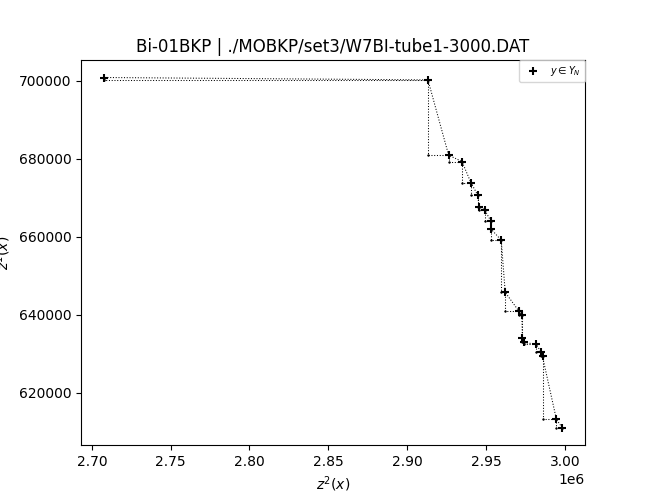 Bi-01BKP | ./MOBKP/set3/W7BI-tube1-3000.DAT
y ∈ Y_N
700000
680000
660000
640000
620000
2.70 2.75 2.80 2.85 2.90 2.95 3.00
1e6
z²(x)